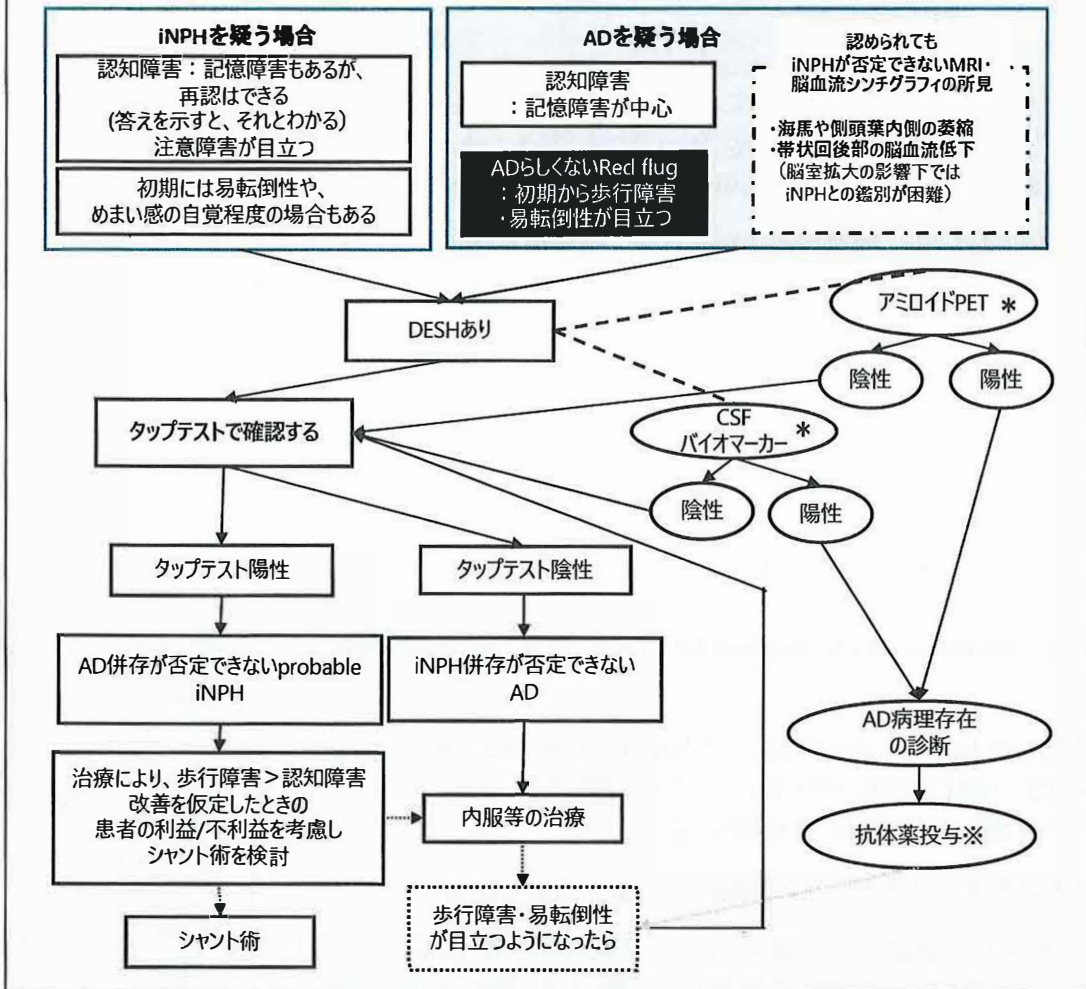 iNPHを疑う場合
認知障害：記憶障害もあるが、
再認はできる
(答えを示すと、それとわかる)
注意障害が目立つ
初期には易転倒性や、
めまい感の自覚程度の場合もある
ADを疑う場合
認知障害
：記憶障害が中心
ADらしくないRed flug
：初期から歩行障害
・易転倒性が目立つ
認められても
iNPHが否定できないMRI・
脳血流シンチグラフィの所見
・海馬や側頭葉内側の萎縮
・帯状回後部の脳血流低下
（脳室拡大の影響下では
iNPHとの鑑別が困難）
DESHあり
アミロイドPET *
陰性
陽性
タップテストで確認する
CSF
バイオマーカー *
陰性
陽性
タップテスト陽性
タップテスト陰性
AD併存が否定できないprobable
iNPH
iNPH併存が否定できない
AD
AD病理存在
の診断
治療により、歩行障害＞認知障害
改善を仮定したときの
患者の利益/不利益を考慮し
シャント術を検討
内服等の治療
抗体薬投与※
シャント術
歩行障害・易転倒性
が目立つようになったら